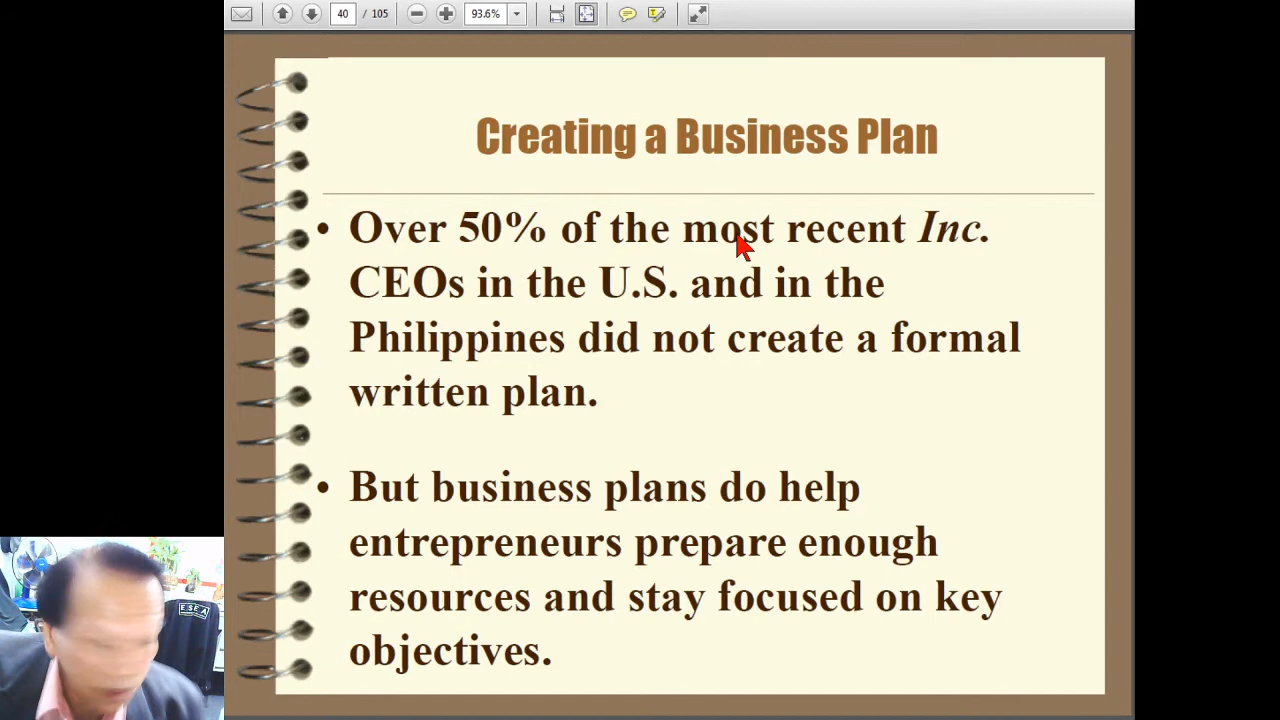 40 / 105 93.6%
Creating a Business Plan
• Over 50% of the most recent Inc.
CEOs in the U.S. and in the
Philippines did not create a formal
written plan.
• But business plans do help
entrepreneurs prepare enough
resources and stay focused on key
objectives.
ESEA